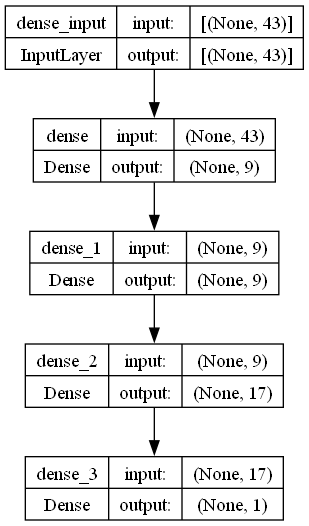 dense_input input: [(None, 43)]
InputLayer output: [(None, 43)]
dense input: (None, 43)
Dense output: (None, 9)
dense_1 input: (None, 9)
Dense output: (None, 9)
dense_2 input: (None, 9)
Dense output: (None, 17)
dense_3 input: (None, 17)
Dense output: (None, 1)